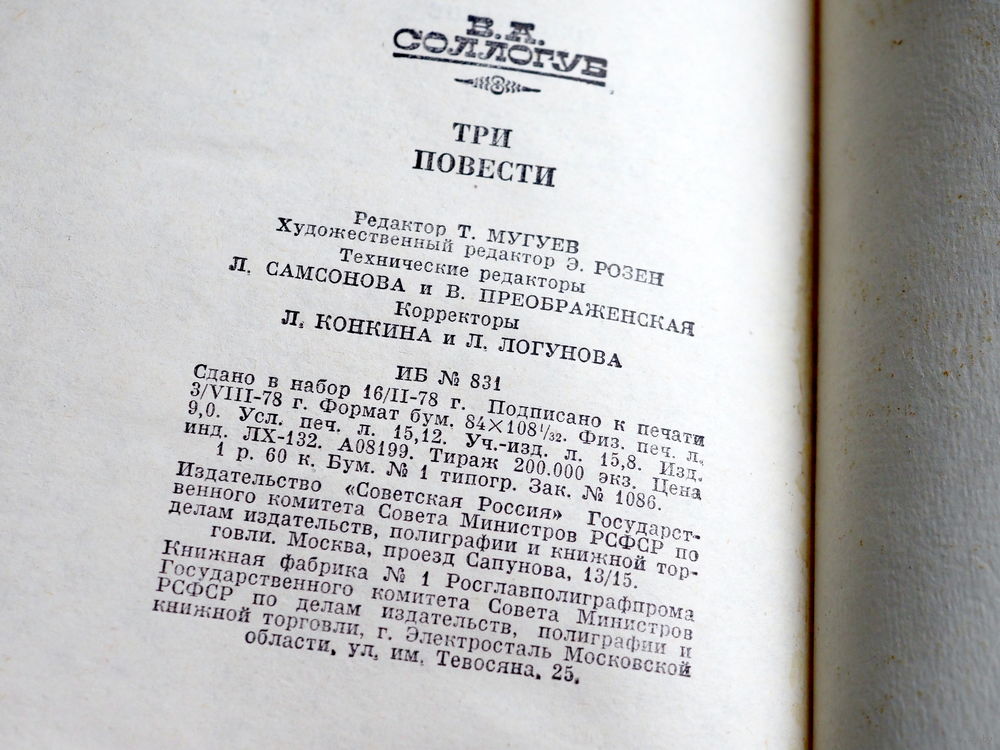 В. А.
СОЛЛОГУБ
ТРИ
ПОВЕСТИ
Редактор Т. МУГУЕВ
Художественный редактор Э. РОЗЕН
Технические редакторы
Л. САМСОНОВА и В. ПРЕОБРАЖЕНСКАЯ
Корректоры
Л. КОНКИНА и Л. ЛОГУНОВА
ИБ № 831
Сдано в набор 16/II-78 г. Подписано к печати
3/VIII-78 г. Формат бум. 84×108¹/₃₂. Физ. печ. л.
9,0. Усл. печ. л. 15,12. Уч.-изд. л. 15,8. Изд.
инд. ЛХ-132. А08199. Тираж 200.000 экз. Цена
1 р. 60 к. Бум. № 1 типогр. Зак. № 1086.
Издательство «Советская Россия» Государст-
венного комитета Совета Министров РСФСР по
делам издательств, полиграфии и книжной тор-
говли. Москва, проезд Сапунова, 13/15.
Книжная фабрика № 1 Росглавполиграфпрома
Государственного комитета Совета Министров
РСФСР по делам издательств, полиграфии и
книжной торговли, г. Электросталь Московской
области, ул. им. Тевосяна, 25.